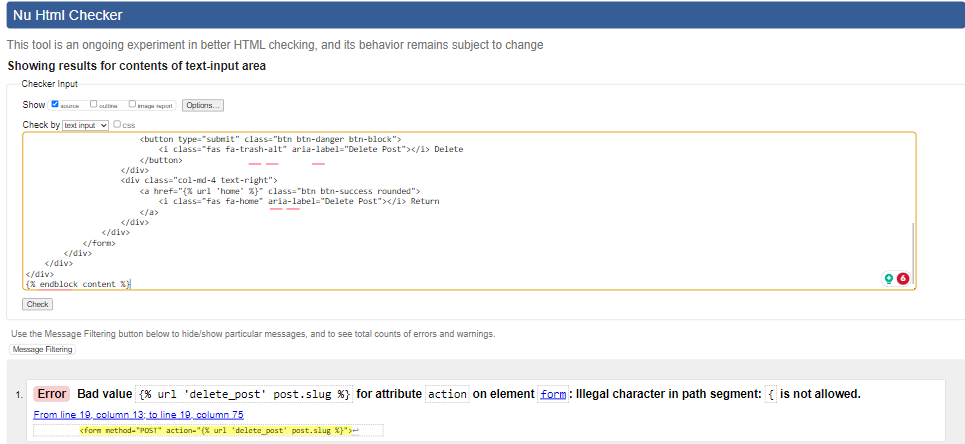 Nu Html Checker
This tool is an ongoing experiment in better HTML checking, and its behavior remains subject to change
Showing results for contents of text-input area
Checker Input
Show source outline image report Options...
Check by text input CSS
<button type="submit" class="btn btn-danger btn-block">
<i class="fas fa-trash-alt" aria-label="Delete Post"></i> Delete
</button>
</div>
<div class="col-md-4 text-right">
<a href="{% url 'home' %}" class="btn btn-success rounded">
<i class="fas fa-home" aria-label="Delete Post"></i> Return
</a>
</div>
</div>
</form>
</div>
</div>
</div>
{% endblock content %}
6
Check
Use the Message Filtering button below to hide/show particular messages, and to see total counts of errors and warnings.
Message Filtering
1. Error Bad value {% url 'delete_post' post.slug %} for attribute action on element form: Illegal character in path segment: { is not allowed.
From line 19, column 13; to line 19, column 75
<form method="POST" action="{% url 'delete_post' post.slug %}">↩